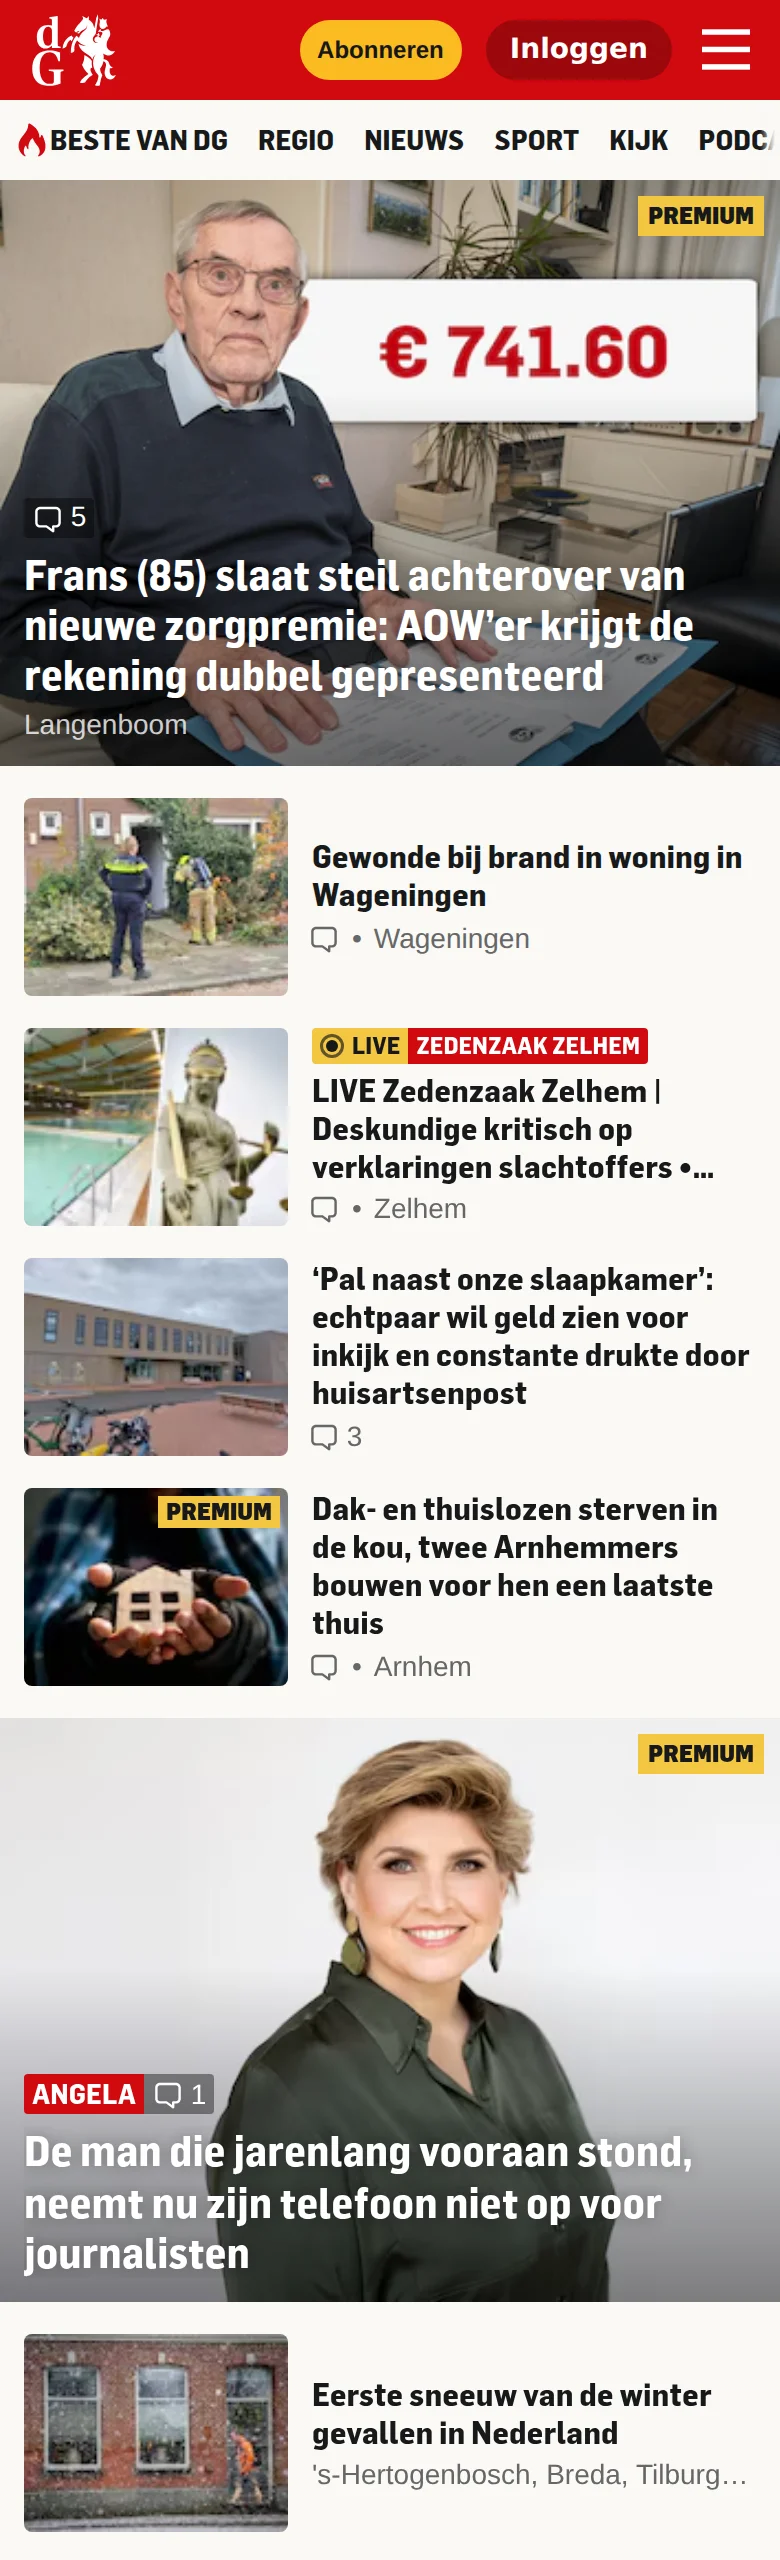 dG
Abonneren
Inloggen
BESTE VAN DG REGIO NIEUWS SPORT KIJK
PREMIUM
€ 741.60
5
Frans (85) slaat steil achterover van
nieuwe zorgpremie: AOW’er krijgt de
rekening dubbel gepresenteerd
Langenboom
Gewonde bij brand in woning in
Wageningen
• Wageningen
LIVE ZEDENZAAK ZELHEM
LIVE Zedenzaak Zelhem |
Deskundige kritisch op
verklaringen slachtoffers •...
• Zelhem
‘Pal naast onze slaapkamer’:
echtpaar wil geld zien voor
inkijk en constante drukte door
huisartsenpost
3
PREMIUM
Dak- en thuislozen sterven in
de kou, twee Arnhemmers
bouwen voor hen een laatste
thuis
• Arnhem
PREMIUM
ANGELA 1
De man die jarenlang vooraan stond,
neemt nu zijn telefoon niet op voor
journalisten
Eerste sneeuw van de winter
gevallen in Nederland
's-Hertogenbosch, Breda, Tilburg...